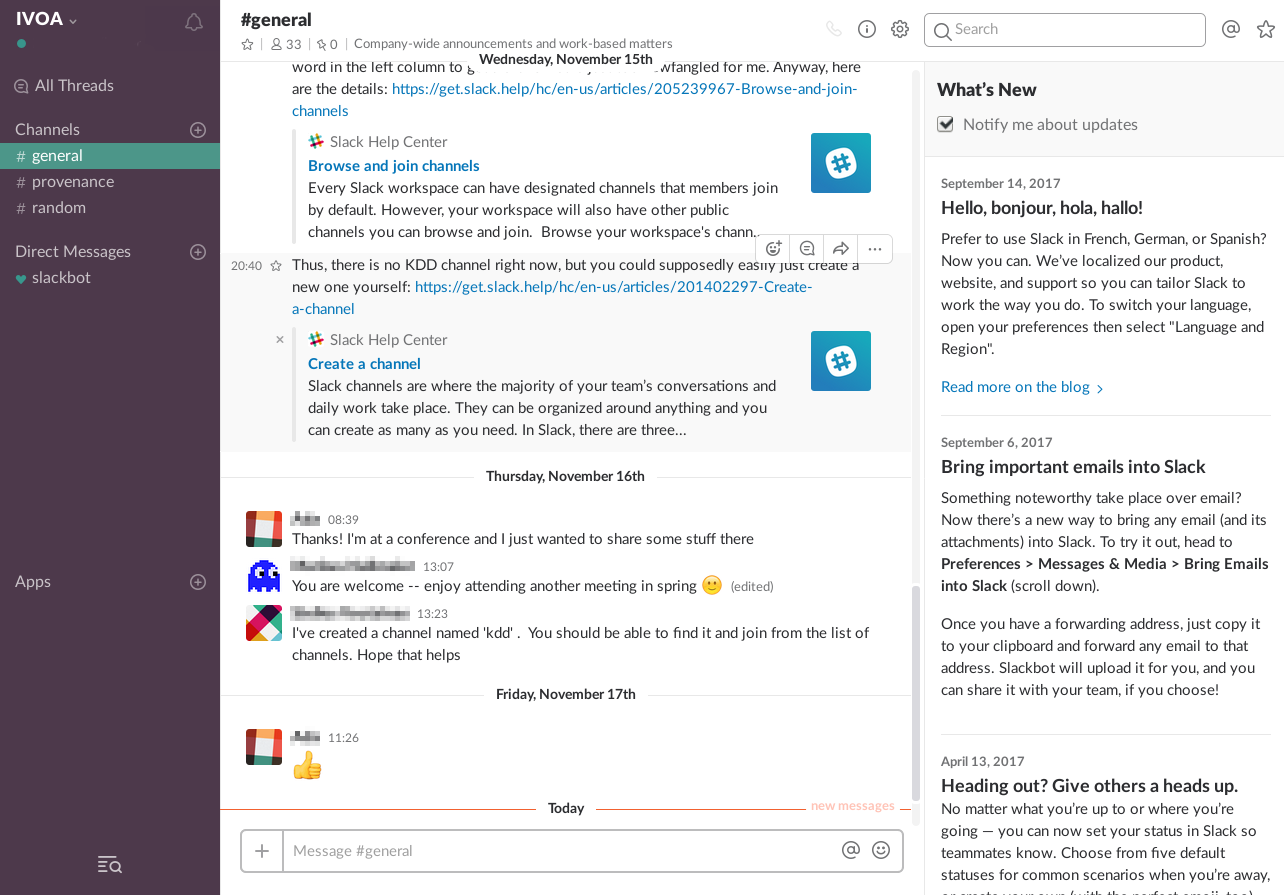 IVOA
All Threads
Channels
# general
# provenance
# random
Direct Messages
slackbot
Apps
#general
33
0
Company-wide announcements and work-based matters
Search
Wednesday, November 15th
word in the left column to
for me. Anyway, here
are the details: https://get.slack.help/hc/en-us/articles/205239967-Browse-and-join-
channels
Slack Help Center
Browse and join channels
Every Slack workspace can have designated channels that members join
by default. However, your workspace will also have other public
channels you can browse and join.  Browse your workspace's chann...
20:40
Thus, there is no KDD channel right now, but you could supposedly easily just create a
new one yourself: https://get.slack.help/hc/en-us/articles/201402297-Create-
a-channel
Slack Help Center
Create a channel
Slack channels are where the majority of your team’s conversations and
daily work take place. They can be organized around anything and you
can create as many as you need. In Slack, there are three...
Thursday, November 16th
08:39
Thanks! I'm at a conference and I just wanted to share some stuff there
13:07
You are welcome -- enjoy attending another meeting in spring 🙂 (edited)
13:23
I've created a channel named 'kdd' .  You should be able to find it and join from the list of
channels. Hope that helps
Friday, November 17th
11:26
👍
Today
new messages
Message #general
What’s New
Notify me about updates
September 14, 2017
Hello, bonjour, hola, hallo!
Prefer to use Slack in French, German, or Spanish?
Now you can. We’ve localized our product,
website, and support so you can tailor Slack to
work the way you do. To switch your language,
open your preferences then select "Language and
Region".
Read more on the blog
September 6, 2017
Bring important emails into Slack
Something noteworthy take place over email?
Now there’s a new way to bring any email (and its
attachments) into Slack. To try it out, head to
Preferences > Messages & Media > Bring Emails
into Slack (scroll down).
Once you have a forwarding address, just copy it
to your clipboard and forward any email to that
address. Slackbot will upload it for you, and you
can share it with your team, if you choose!
April 13, 2017
Heading out? Give others a heads up.
No matter what you’re up to or where you’re
going — you can now set your status in Slack so
teammates know. Choose from five default
statuses for common scenarios when you’re away,
or create your own (with the perfect emoji, too)